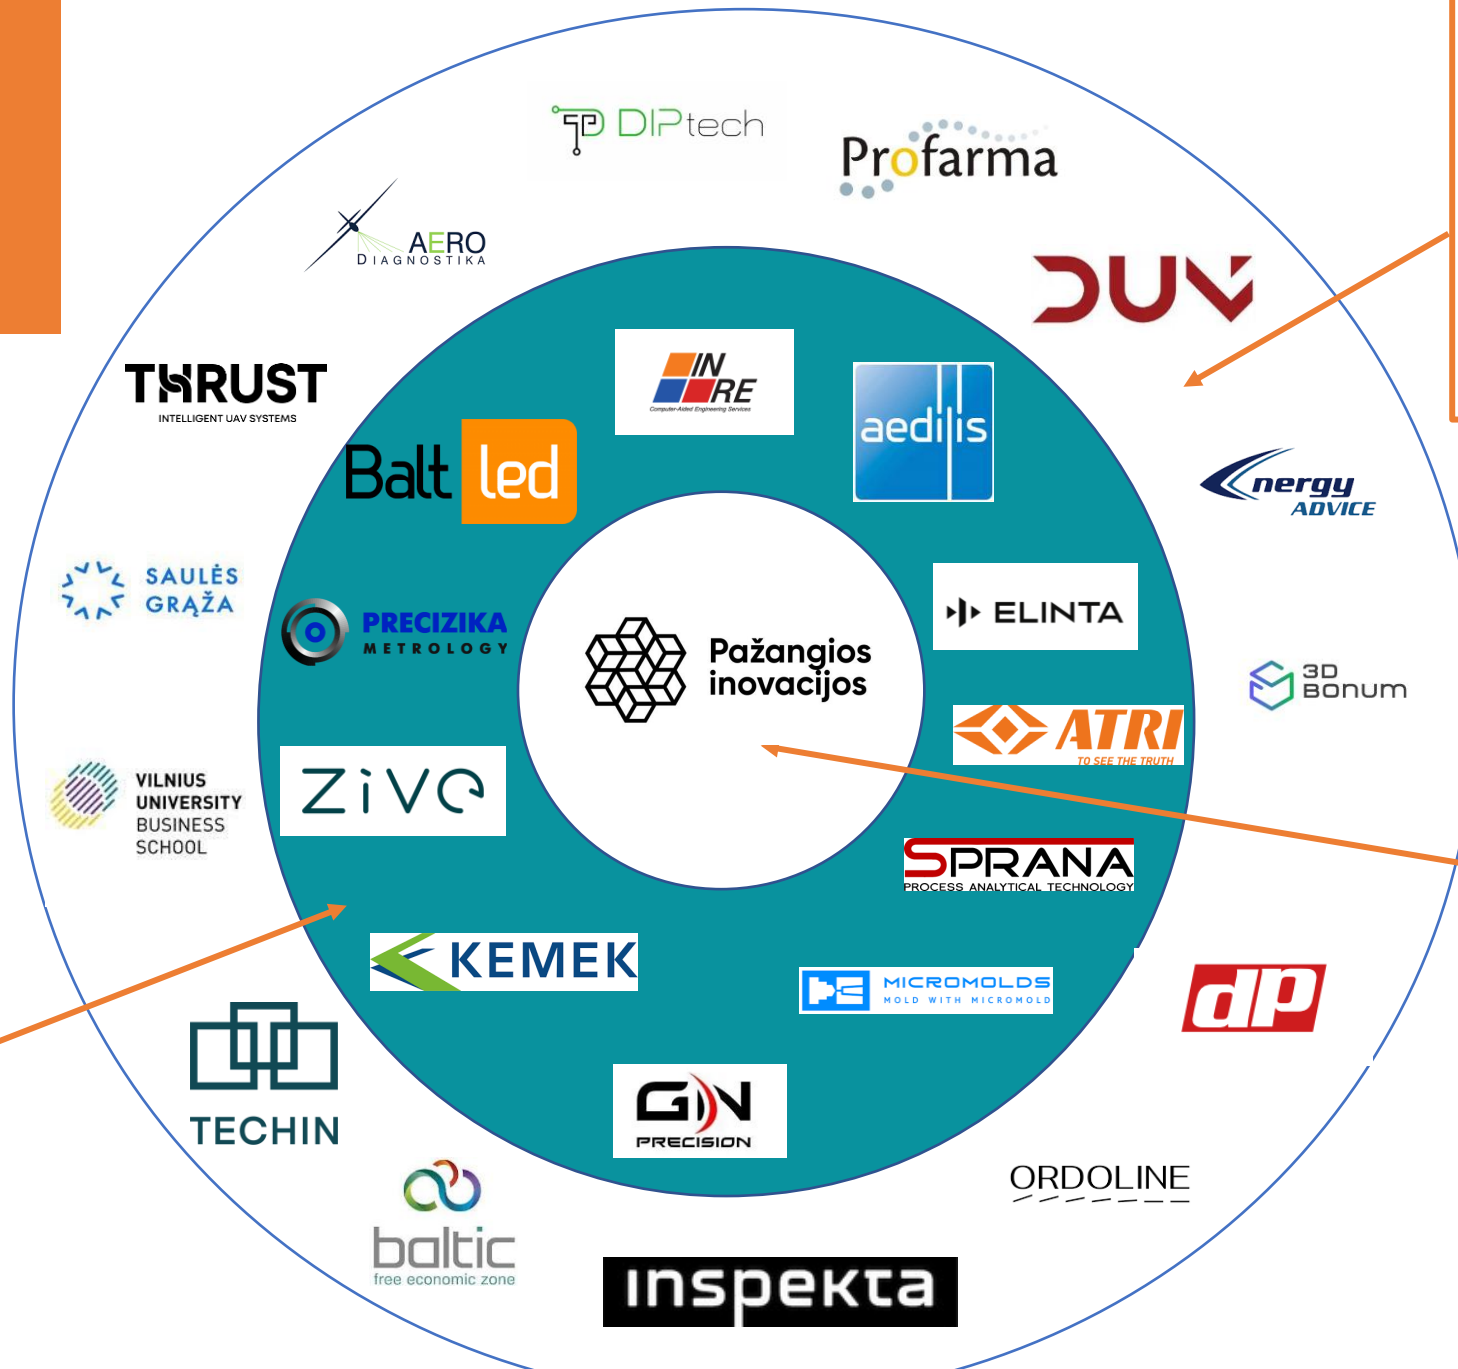 DIPtech
Profarma
AERO
DIAGNOSTIKA
DUV
THRUST
INTELLIGENT UAV SYSTEMS
IN
RE
Computer-Aided Engineering Services
aedilis
Balt led
nergy
ADVICE
SAULĖS
GRĄŽA
PRECIZIKA
METROLOGY
Pažangios
inovacijos
ELINTA
3D
Bonum
ATRI
TO SEE THE TRUTH
VILNIUS
UNIVERSITY
BUSINESS
SCHOOL
ZiVe
SPRANA
PROCESS ANALYTICAL TECHNOLOGY
KEMEK
MICROMOLDS
MOLD WITH MICROMOLD
dp
TECHIN
GIN
PRECISION
ORDOLINE
baltic
free economic zone
inspekta